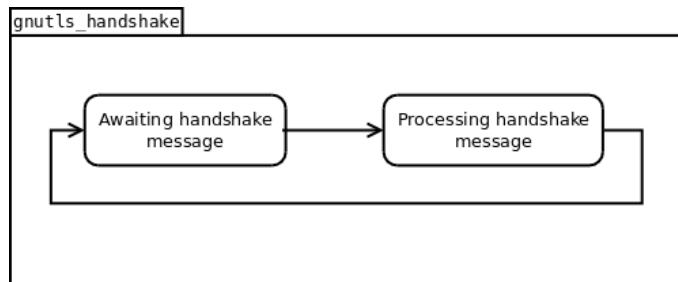 gnutls_handshake
Awaiting handshake
message
Processing handshake
message